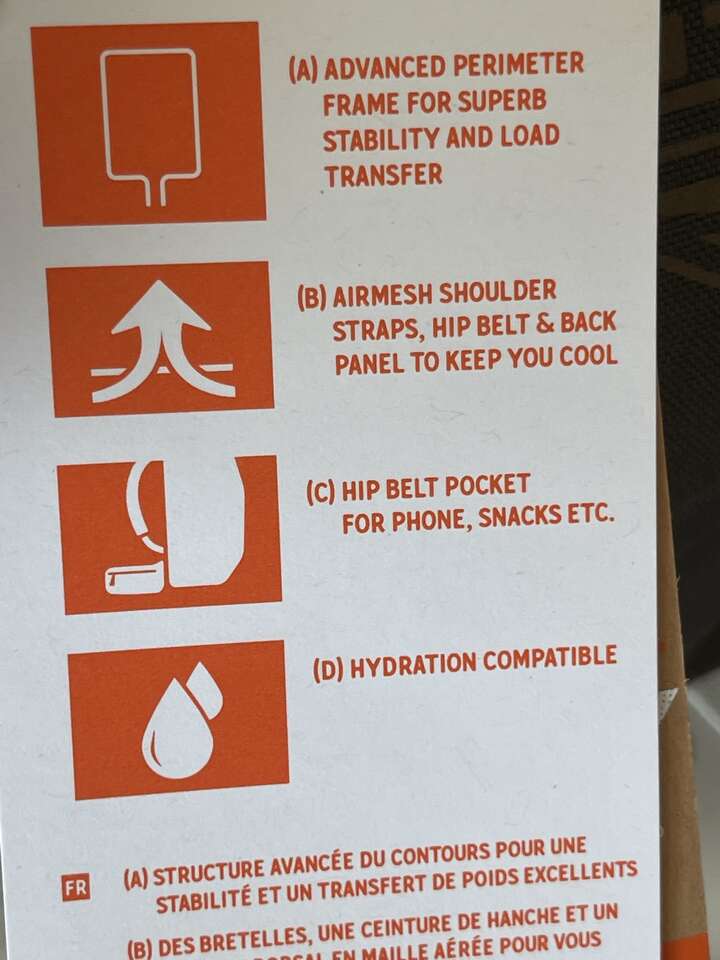 (A) ADVANCED PERIMETER
FRAME FOR SUPERB
STABILITY AND LOAD
TRANSFER
(B) AIRMESH SHOULDER
STRAPS, HIP BELT & BACK
PANEL TO KEEP YOU COOL
(C) HIP BELT POCKET
FOR PHONE, SNACKS ETC.
(D) HYDRATION COMPATIBLE
FR
(A) STRUCTURE AVANCÉE DU CONTOURS POUR UNE
STABILITÉ ET UN TRANSFERT DE POIDS EXCELLENTS
(B) DES BRETELLES, UNE CEINTURE DE HANCHE ET UN
EN MAILLE AÉRÉE POUR VOUS